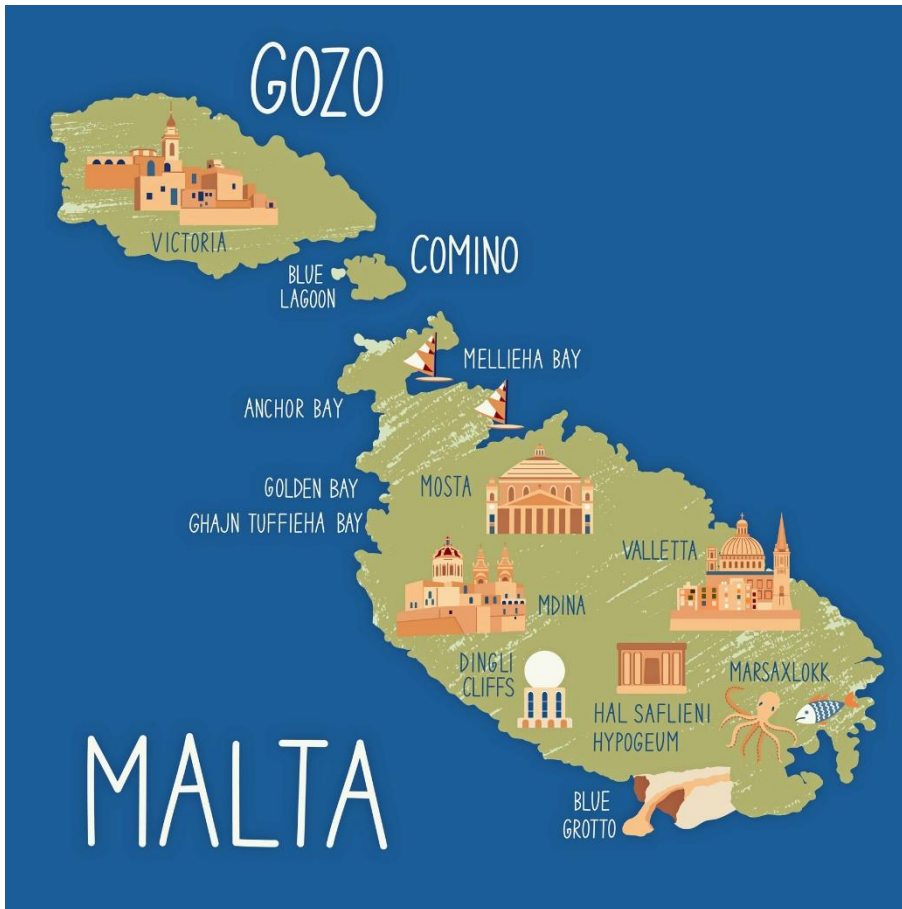 GOZO
VICTORIA
COMINO
BLUE
LAGOON
MELLIEHA BAY
ANCHOR BAY
GOLDEN BAY
MOSTA
GHAJN TUFFIEHA BAY
VALLETTA
MDINA
DINGLI
CLIFFS
MARSAXLOKK
HAL SAFLIENI
HYPOGEUM
MALTA
BLUE
GROTTO